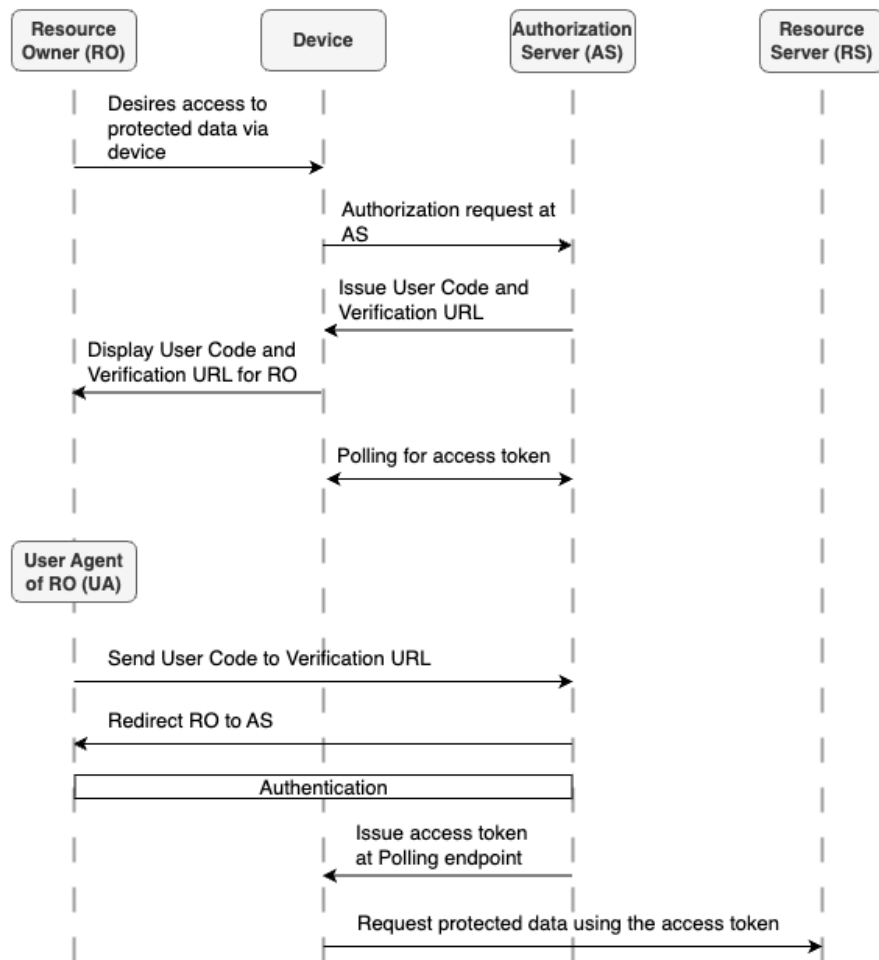 Resource
Owner (RO)
Device
Authorization
Server (AS)
Resource
Server (RS)
Desires access to
protected data via
device
Authorization request at
AS
Issue User Code and
Verification URL
Display User Code and
Verification URL for RO
Polling for access token
User Agent
of RO (UA)
Send User Code to Verification URL
Redirect RO to AS
Authentication
Issue access token
at Polling endpoint
Request protected data using the access token